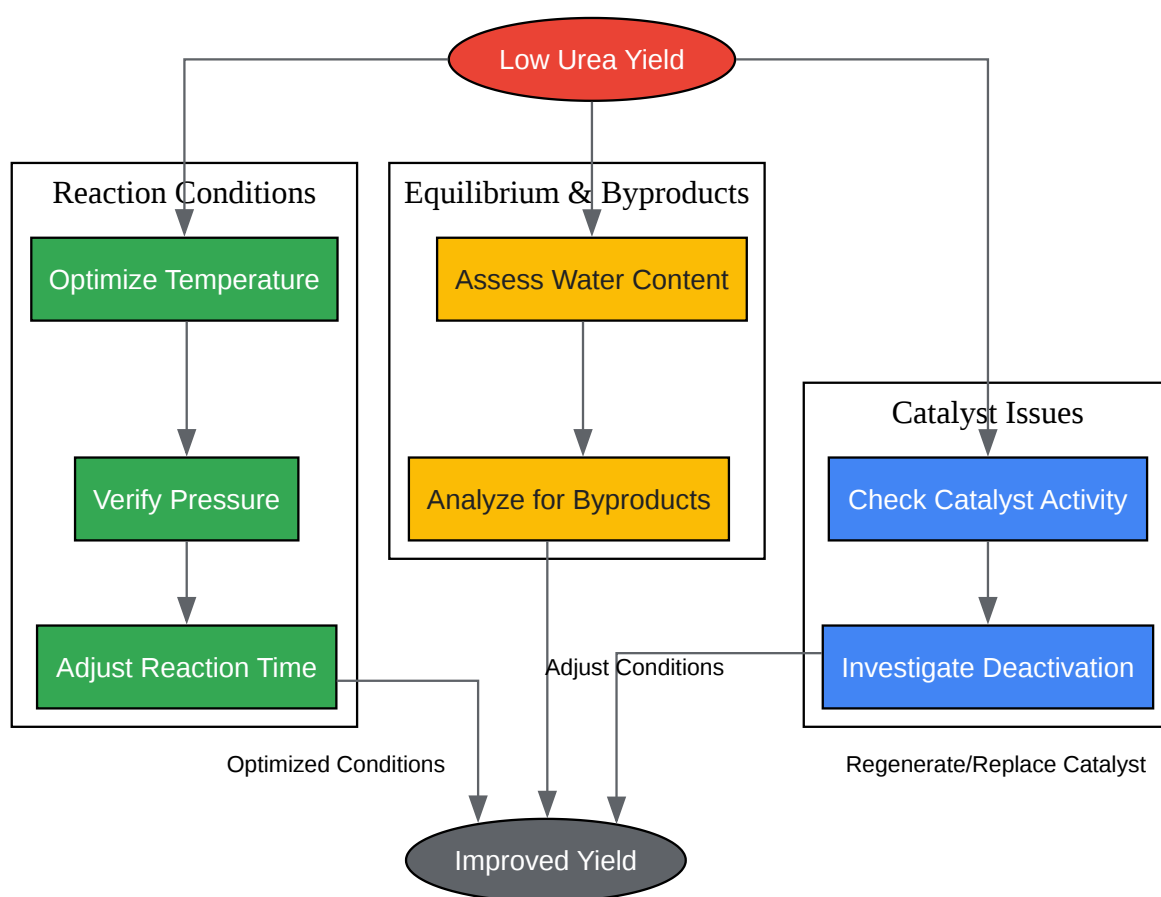 Low Urea Yield
Reaction Conditions
Equilibrium & Byproducts
Optimize Temperature
Assess Water Content
Catalyst Issues
Verify Pressure
Analyze for Byproducts
Check Catalyst Activity
Adjust Reaction Time
Adjust Conditions
Investigate Deactivation
Optimized Conditions
Regenerate/Replace Catalyst
Improved Yield